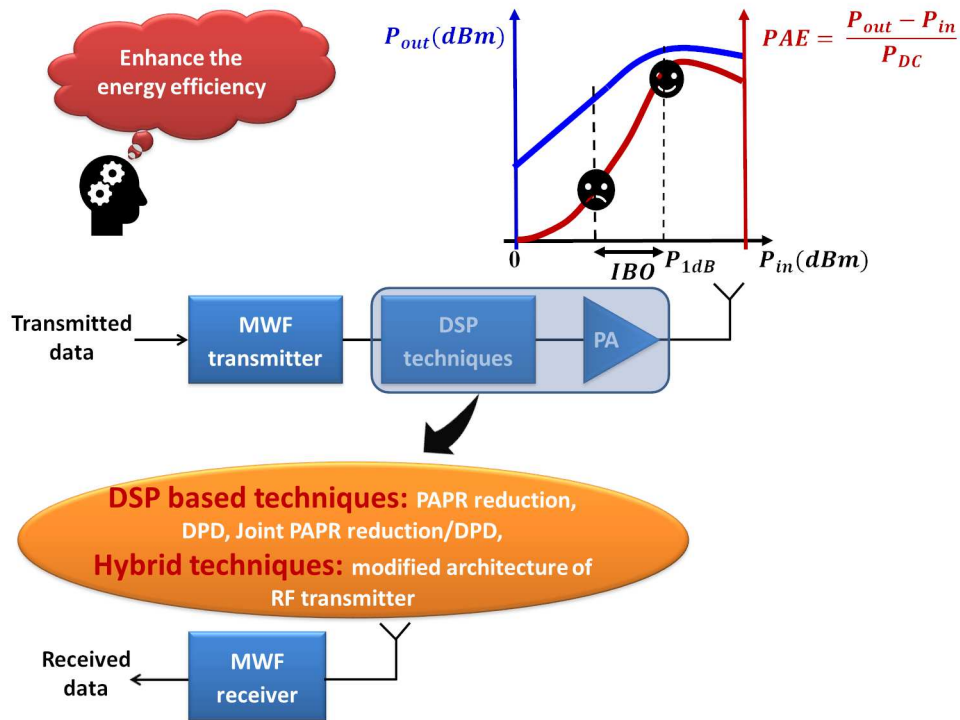 Enhance the
energy efficiency
P_out(dBm)
PAE = (P_out − P_in) / P_DC
0
IBO
P_1dB
P_in(dBm)
Transmitted
data
MWF
transmitter
DSP
techniques
PA
DSP based techniques: PAPR reduction,
DPD, Joint PAPR reduction/DPD,
Hybrid techniques: modified architecture of
RF transmitter
Received
data
MWF
receiver